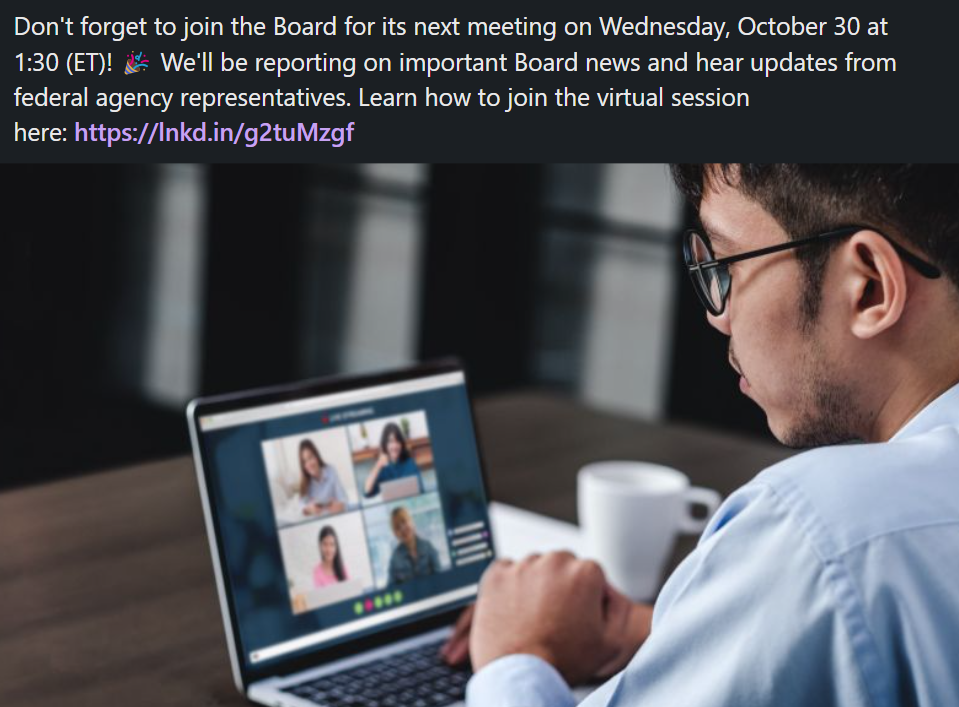 Don't forget to join the Board for its next meeting on Wednesday, October 30 at
1:30 (ET)! 🎉 We'll be reporting on important Board news and hear updates from
federal agency representatives. Learn how to join the virtual session
here: https://lnkd.in/g2tuMzgf
LIVE STREAMING